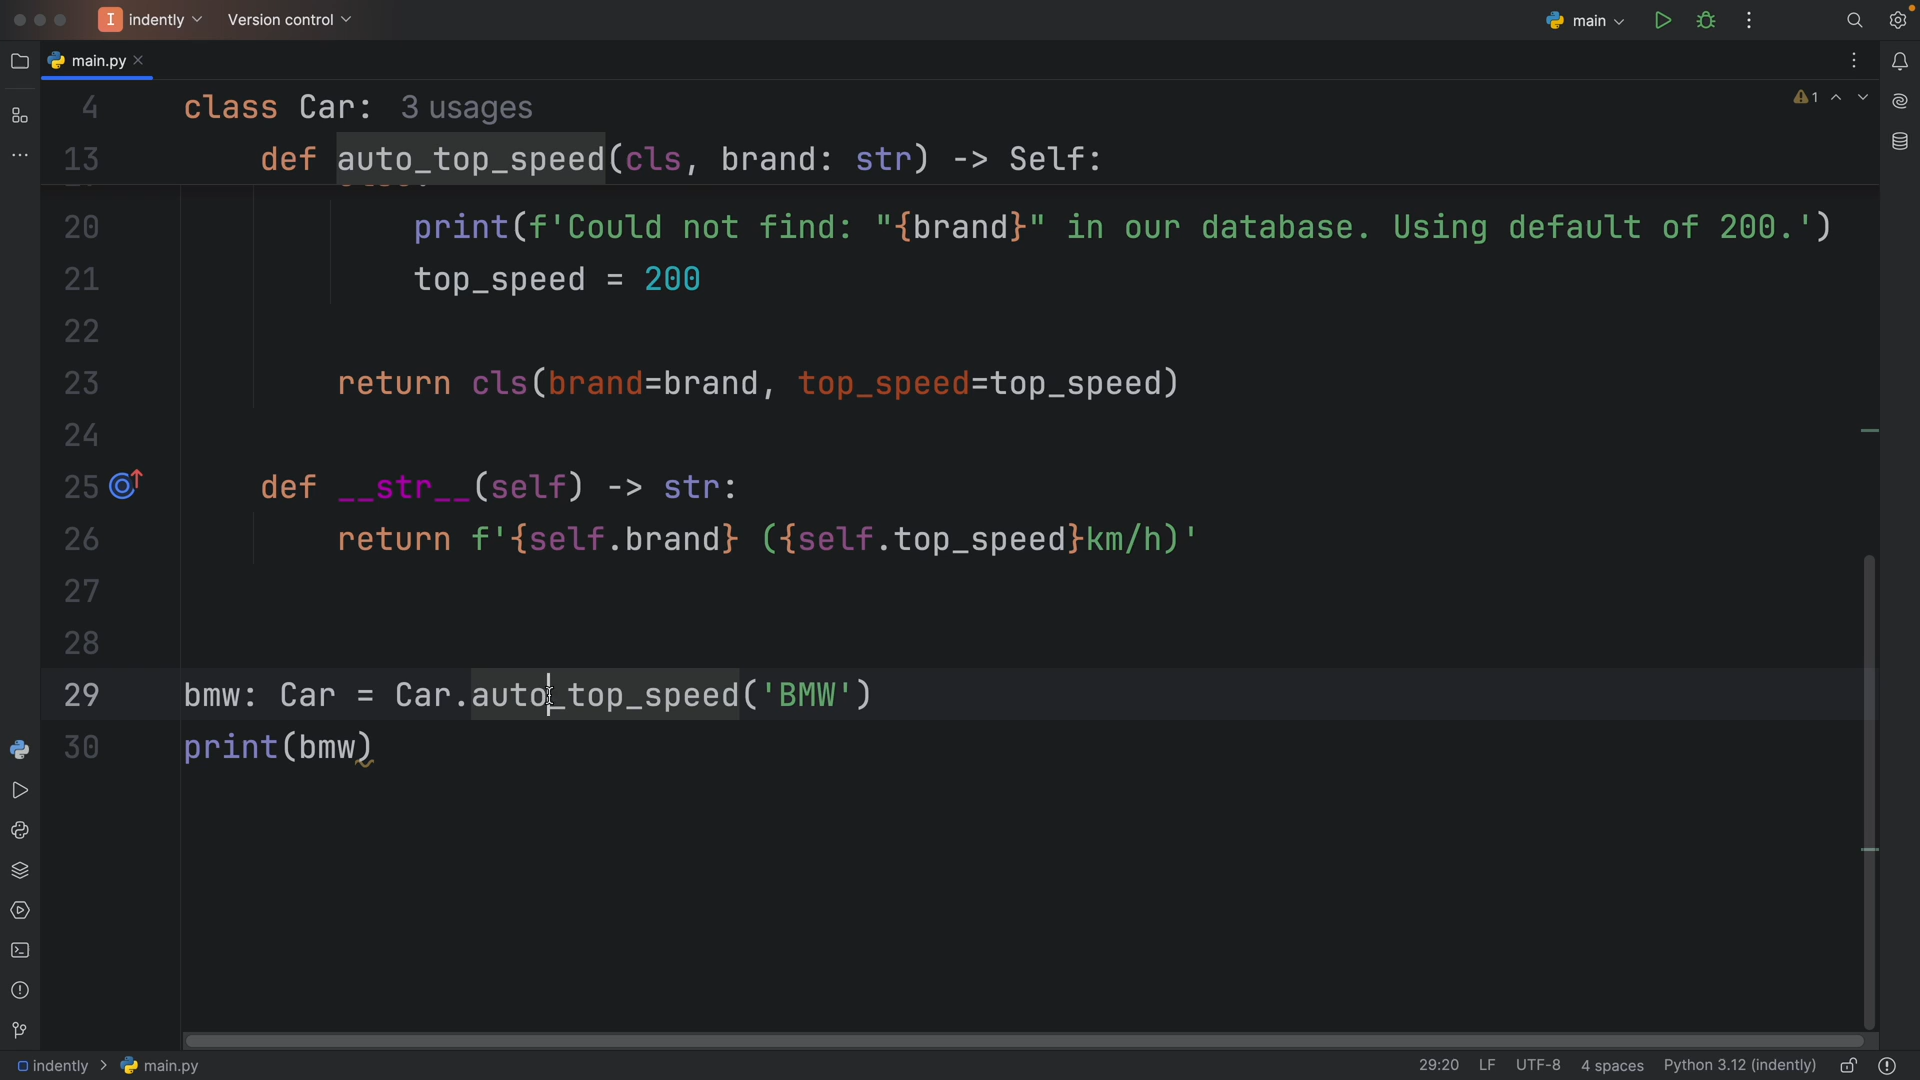 I indently Version control main
main.py
1
4 class Car: 3 usages
13 def auto_top_speed(cls, brand: str) -> Self:
20 print(f'Could not find: "{brand}" in our database. Using default of 200.')
21 top_speed = 200
22
23 return cls(brand=brand, top_speed=top_speed)
24
25 def __str__(self) -> str:
26 return f'{self.brand} ({self.top_speed}km/h)'
27
28
29 bmw: Car = Car.auto_top_speed('BMW')
30 print(bmw)
indently > main.py 29:20 LF UTF-8 4 spaces Python 3.12 (indently)